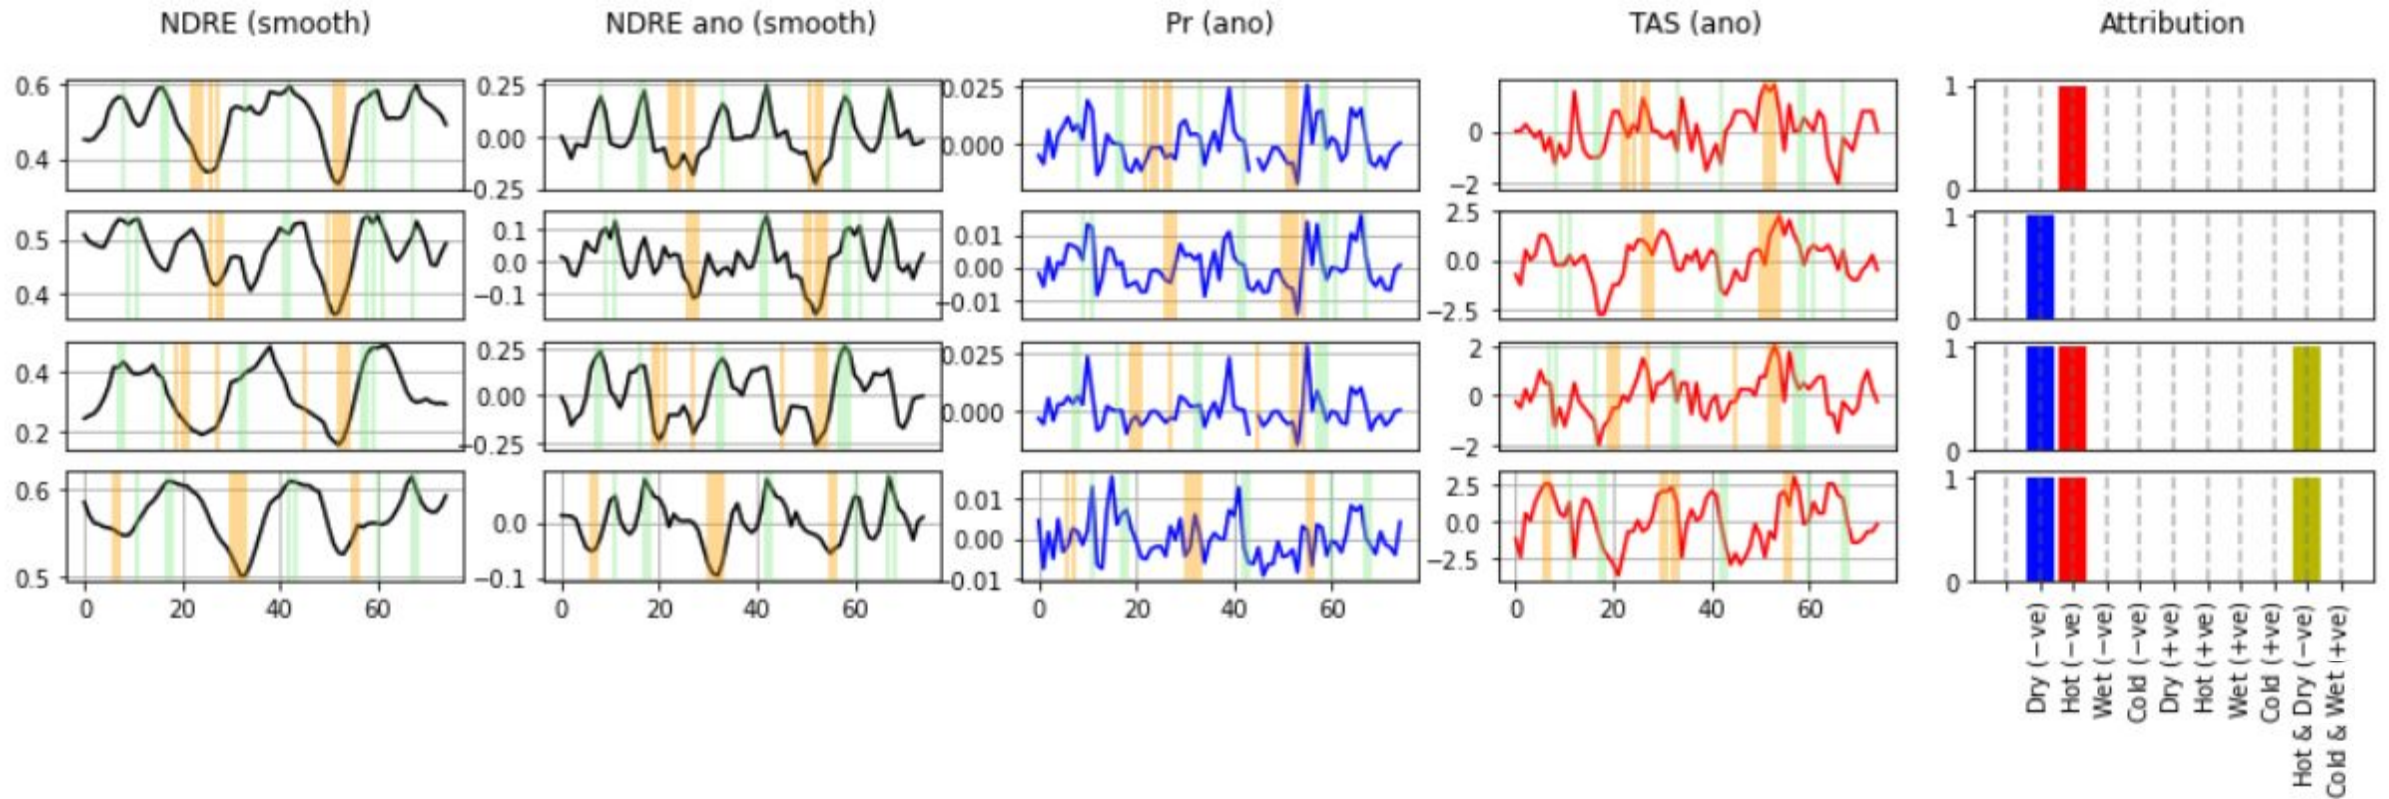 NDRE (smooth) NDRE ano (smooth) Pr (ano) TAS (ano) Attribution
0.6 0.25 0.025 0 1
0.4 0.00 0.000 −2 0
−0.25
0.5 0.1 0.01 2.5 1
0.4 0.0 0.00 0.0 0
−0.1 −0.01 −2.5
0.4 0.25 0.025 2 1
0.2 0.00 0.000 0 0
−0.25 −2
0.6 0.0 0.01 2.5 1
0.5 −0.1 0.00 0.0 0
−0.01 −2.5
0 20 40 60 0 20 40 60 0 20 40 60 0 20 40 60
Dry (−ve)
Hot (−ve)
Wet (−ve)
Cold (−ve)
Dry (+ve)
Hot (+ve)
Wet (+ve)
Cold (+ve)
Hot & Dry (−ve)
Cold & Wet (+ve)